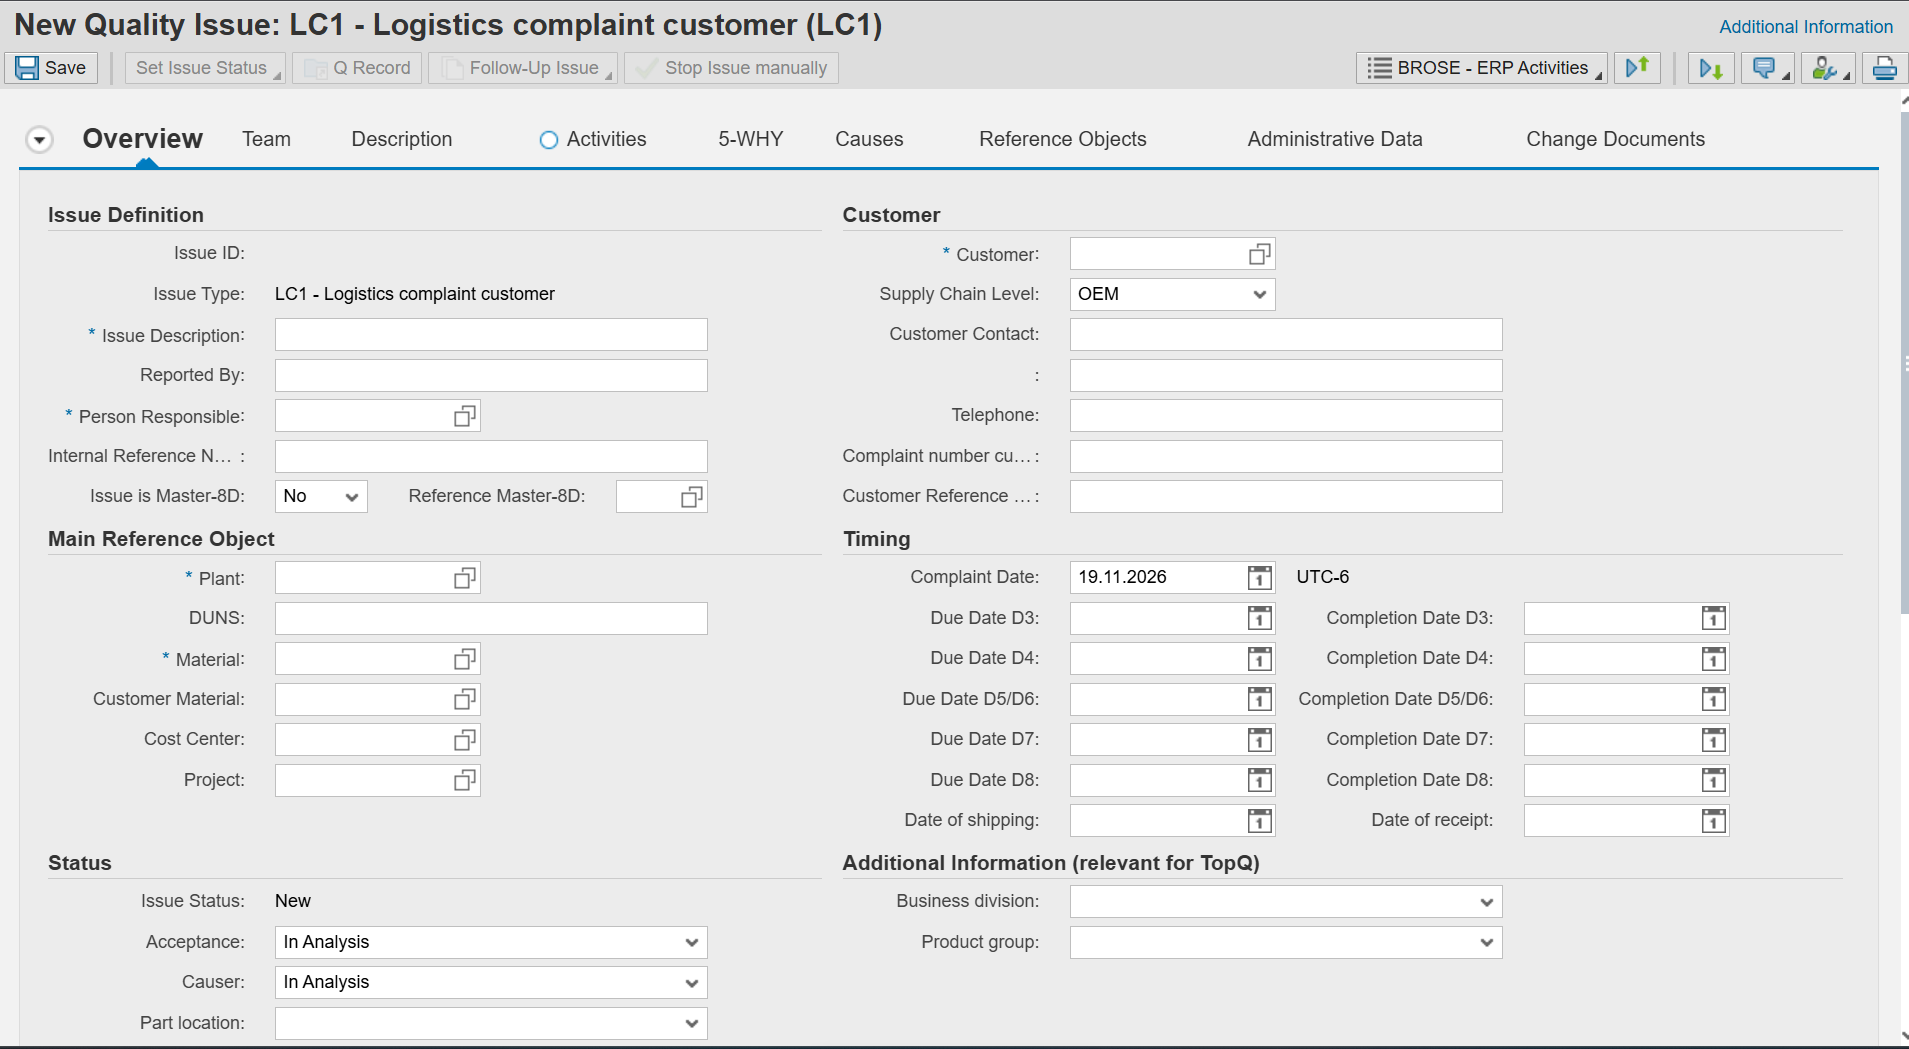 New Quality Issue: LC1 - Logistics complaint customer (LC1)
Additional Information
Save
Set Issue Status
Q Record
Follow-Up Issue
Stop Issue manually
BROSE - ERP Activities
Overview
Team
Description
Activities
5-WHY
Causes
Reference Objects
Administrative Data
Change Documents
Issue Definition
Issue ID:
Issue Type: LC1 - Logistics complaint customer
* Issue Description:
Reported By:
* Person Responsible:
Internal Reference N... :
Issue is Master-8D: No Reference Master-8D:
Customer
* Customer:
Supply Chain Level: OEM
Customer Contact:
:
Telephone:
Complaint number cu... :
Customer Reference ... :
Main Reference Object
* Plant:
DUNS:
* Material:
Customer Material:
Cost Center:
Project:
Timing
Complaint Date: 19.11.2026 UTC-6
Due Date D3: Completion Date D3:
Due Date D4: Completion Date D4:
Due Date D5/D6: Completion Date D5/D6:
Due Date D7: Completion Date D7:
Due Date D8: Completion Date D8:
Date of shipping: Date of receipt:
Status
Issue Status: New
Acceptance: In Analysis
Causer: In Analysis
Part location:
Additional Information (relevant for TopQ)
Business division:
Product group: